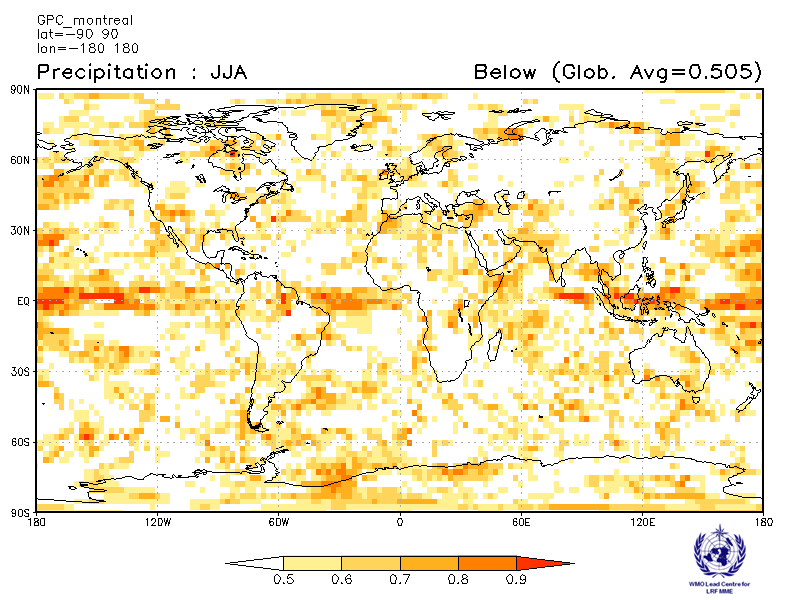 GPC_montreal
lat=−90 90
lon=−180 180
Precipitation : JJA
Below (Glob. Avg=0.505)
90N
60N
30N
EQ
30S
60S
90S
180 120W 60W 0 60E 120E 180
0.5 0.6 0.7 0.8 0.9
WMO Lead Centre for
LRF MME